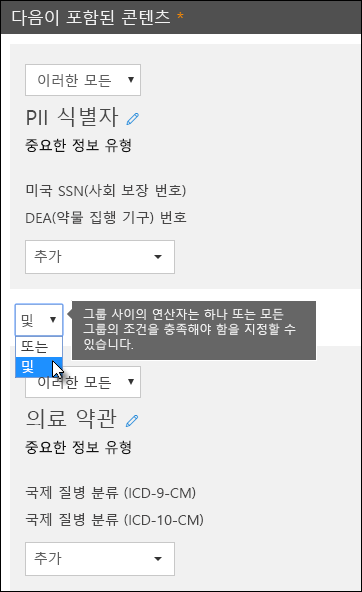 다음이 포함된 콘텐츠 *
이러한 모든
PII 식별자
중요한 정보 유형
미국 SSN(사회 보장 번호)
DEA(약물 집행 기구) 번호
추가
및
그룹 사이의 연산자는 하나 또는 모든
그룹의 조건을 충족해야 함을 지정할 수
있습니다.
또는
및
이러한 모든
의료 약관
중요한 정보 유형
국제 질병 분류 (ICD-9-CM)
국제 질병 분류 (ICD-10-CM)
추가